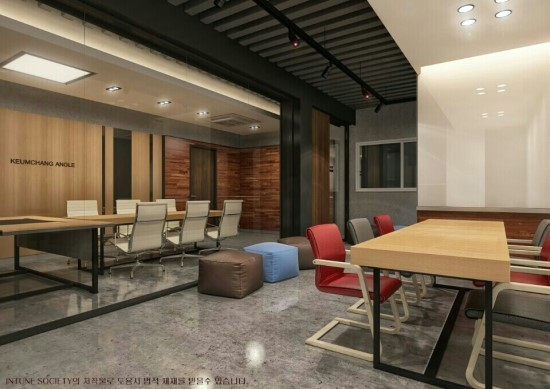 KEUMCHANG ANGLE
INTUNE SOCIETY의 저작물로 도용시 법적 제재를 받을수 있습니다.